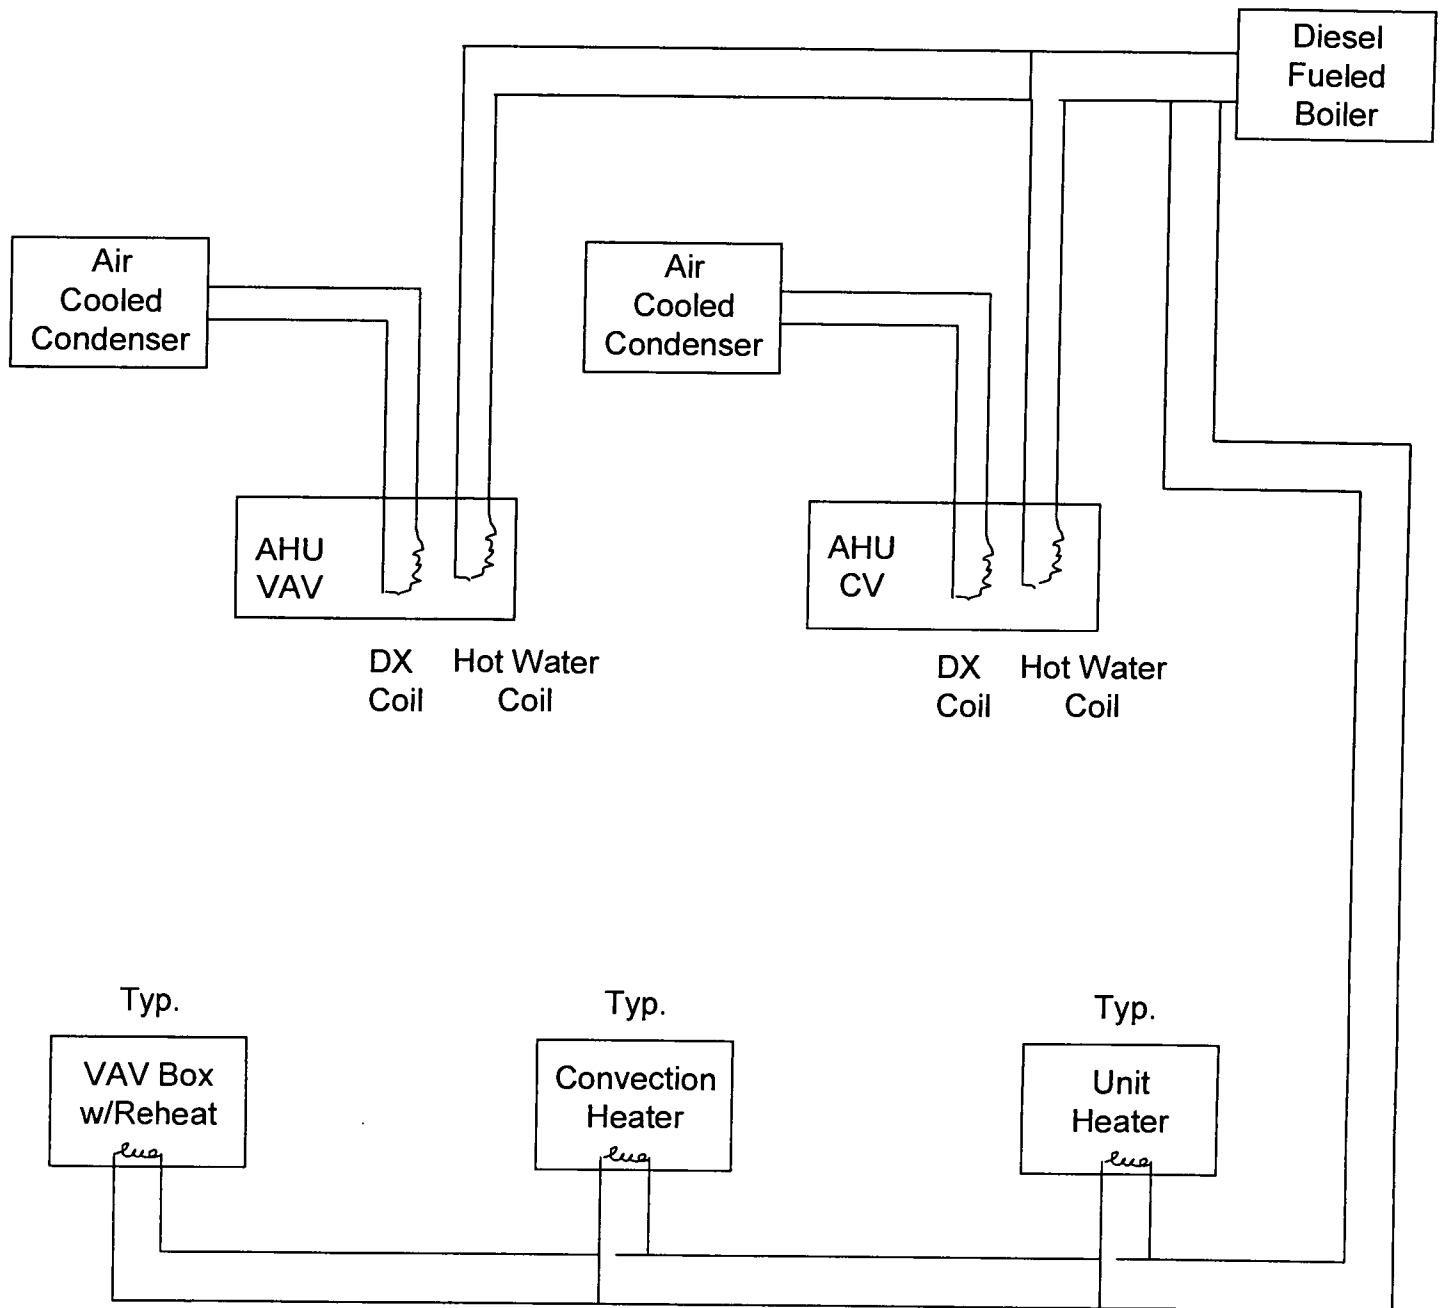 Diesel
Fueled
Boiler
Air
Cooled
Condenser
Air
Cooled
Condenser
AHU
VAV
AHU
CV
DX
Coil
Hot Water
Coil
DX
Coil
Hot Water
Coil
Typ.
Typ.
Typ.
VAV Box
w/Reheat
Convection
Heater
Unit
Heater